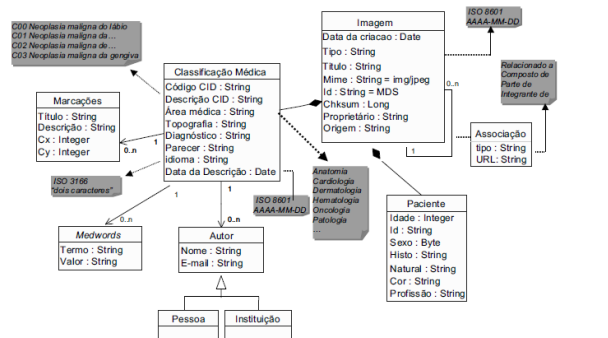 C00 Neoplasia maligna do lábio
C01 Neoplasia maligna da ...
C02 Neoplasia maligna de ...
C03 Neoplasia maligna da gengiva
Imagem
Data da criacao : Date
Tipo : String
Título : String
Mime : String = img/jpeg
Id : String = MDS
Chksum : Long
Proprietário : String
Origem : String
ISO 8601
AAAA-MM-DD
0..n
1
Relacionado a
Composto de
Parte de
Integrante de
Associação
tipo : String
URL: String
Classificação Médica
Código CID : String
Descrição CID : String
Área médica : String
Topografia : String
Diagnóstico : String
Parecer : String
idioma : String
Data da Descrição : Date
Marcações
Título : String
Descrição : String
Cx : Integer
Cy : Integer
0..n
1
ISO 3166
"dois caracteres"
1
1
ISO 8601
AAAA-MM-DD
Anatomia
Cardiologia
Dermatologia
Hematologia
Oncologia
Patologia
...
Paciente
Idade : Integer
Id : String
Sexo : Byte
Histo : String
Natural : String
Cor : String
Profissão : String
0..n
0..n
Medwords
Termo : String
Valor : String
Autor
Nome : String
E-mail : String
Pessoa
Instituição